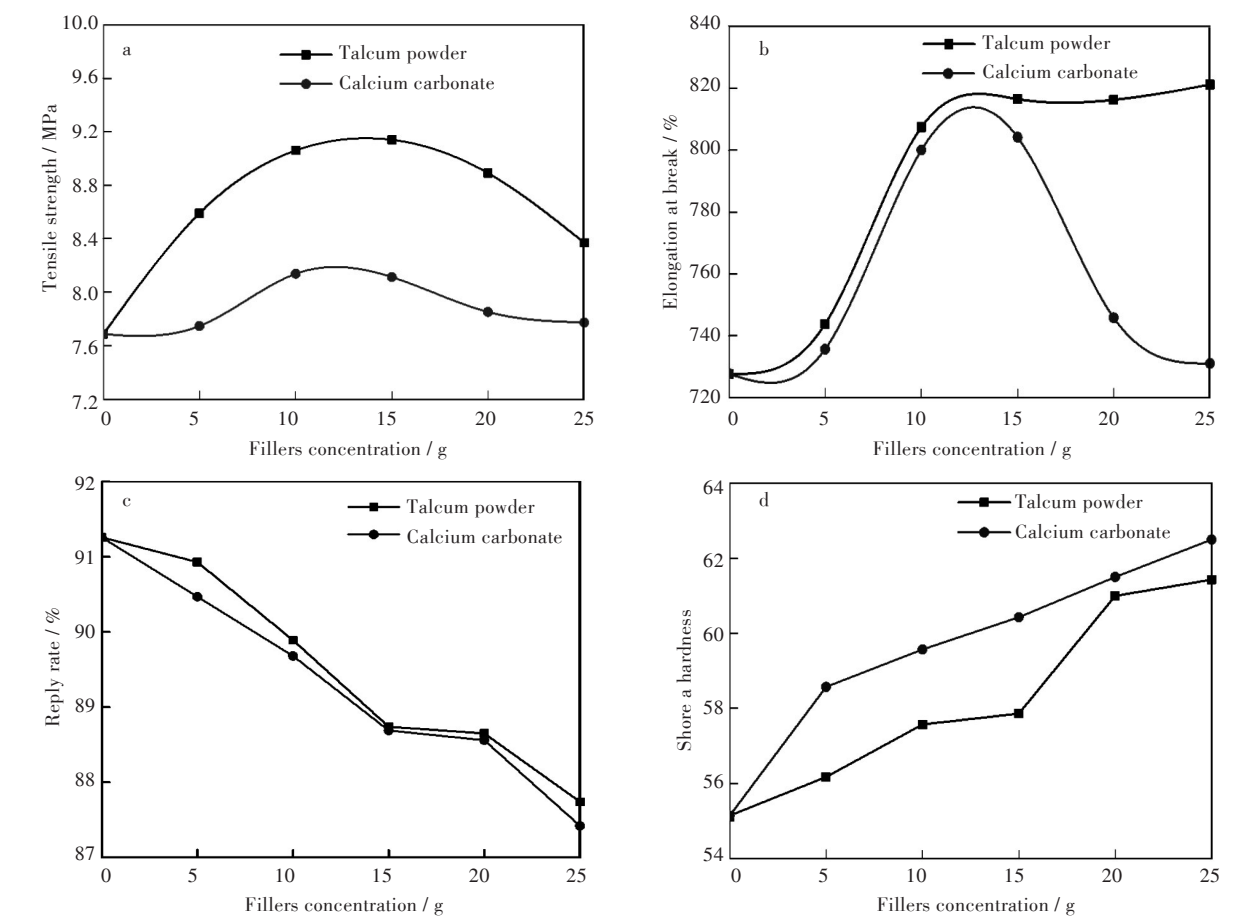 a
Talcum powder
Calcium carbonate
10.0
9.6
9.2
8.8
8.4
8.0
7.6
7.2
Tensile strength / MPa
0 5 10 15 20 25
Fillers concentration / g
b
Talcum powder
Calcium carbonate
840
820
800
780
760
740
720
Elongation at break / %
0 5 10 15 20 25
Fillers concentration / g
c
Talcum powder
Calcium carbonate
92
91
90
89
88
87
Reply rate / %
0 5 10 15 20 25
Fillers concentration / g
d
Talcum powder
Calcium carbonate
64
62
60
58
56
54
Shore a hardness
0 5 10 15 20 25
Fillers concentration / g